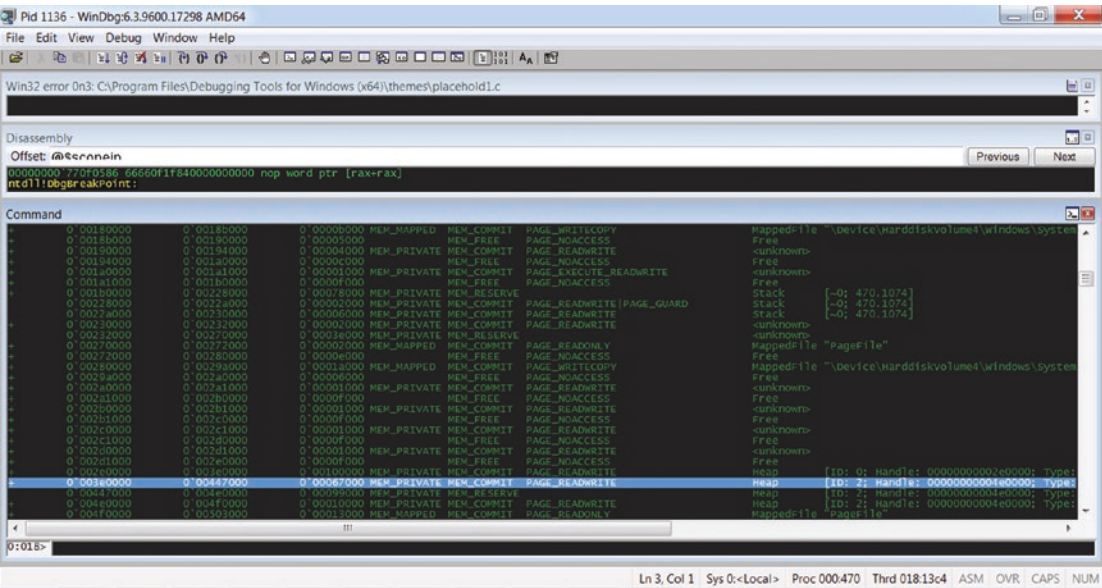 Pid 1136 - WinDbg:6.3.9600.17298 AMD64
File Edit View Debug Window Help
Win32 error 0n3: C:\Program Files\Debugging Tools for Windows (x64)\themes\placehold1.c
Disassembly
Offset: @$scopeip Previous Next
00000000`770f0586 66660f1f840000000000 nop word ptr [rax+rax]
ntdll!DbgBreakPoint:
Command
+ 0`00180000 0`0018b000 0`0000b000 MEM_MAPPED MEM_COMMIT PAGE_WRITECOPY MappedFile "\Device\HarddiskVolume4\Windows\System
+ 0`0018b000 0`00190000 0`00005000 MEM_FREE PAGE_NOACCESS Free
+ 0`00190000 0`00194000 0`00004000 MEM_PRIVATE MEM_COMMIT PAGE_READWRITE <unknown>
+ 0`00194000 0`001a0000 0`0000c000 MEM_FREE PAGE_NOACCESS Free
+ 0`001a0000 0`001a1000 0`00001000 MEM_PRIVATE MEM_COMMIT PAGE_EXECUTE_READWRITE <unknown>
+ 0`001a1000 0`001b0000 0`0000f000 MEM_FREE PAGE_NOACCESS Free
+ 0`001b0000 0`00228000 0`00078000 MEM_PRIVATE MEM_RESERVE Stack [~0; 470.1074]
0`00228000 0`0022a000 0`00002000 MEM_PRIVATE MEM_COMMIT PAGE_READWRITE|PAGE_GUARD Stack [~0; 470.1074]
0`0022a000 0`00230000 0`00006000 MEM_PRIVATE MEM_COMMIT PAGE_READWRITE Stack [~0; 470.1074]
+ 0`00230000 0`00232000 0`00002000 MEM_PRIVATE MEM_COMMIT PAGE_READWRITE <unknown>
0`00232000 0`00270000 0`0003e000 MEM_PRIVATE MEM_RESERVE <unknown>
+ 0`00270000 0`00272000 0`00002000 MEM_MAPPED MEM_COMMIT PAGE_READONLY MappedFile "PageFile"
+ 0`00272000 0`00280000 0`0000e000 MEM_FREE PAGE_NOACCESS Free
+ 0`00280000 0`0029a000 0`0001a000 MEM_MAPPED MEM_COMMIT PAGE_WRITECOPY MappedFile "\Device\HarddiskVolume4\Windows\System
+ 0`0029a000 0`002a0000 0`00006000 MEM_FREE PAGE_NOACCESS Free
+ 0`002a0000 0`002a1000 0`00001000 MEM_PRIVATE MEM_COMMIT PAGE_READWRITE <unknown>
+ 0`002a1000 0`002b0000 0`0000f000 MEM_FREE PAGE_NOACCESS Free
+ 0`002b0000 0`002b1000 0`00001000 MEM_PRIVATE MEM_COMMIT PAGE_READWRITE <unknown>
+ 0`002b1000 0`002c0000 0`0000f000 MEM_FREE PAGE_NOACCESS Free
+ 0`002c0000 0`002c1000 0`00001000 MEM_PRIVATE MEM_COMMIT PAGE_READWRITE <unknown>
+ 0`002c1000 0`002d0000 0`0000f000 MEM_FREE PAGE_NOACCESS Free
+ 0`002d0000 0`002d1000 0`00001000 MEM_PRIVATE MEM_COMMIT PAGE_READWRITE <unknown>
+ 0`002d1000 0`002e0000 0`0000f000 MEM_FREE PAGE_NOACCESS Free
+ 0`002e0000 0`003e0000 0`00100000 MEM_PRIVATE MEM_COMMIT PAGE_READWRITE Heap [ID: 0; Handle: 00000000002e0000; Type:
+ 0`003e0000 0`00447000 0`00067000 MEM_PRIVATE MEM_COMMIT PAGE_READWRITE Heap [ID: 2; Handle: 00000000004e0000; Type:
0`00447000 0`004e0000 0`00099000 MEM_PRIVATE MEM_RESERVE Heap [ID: 2; Handle: 00000000004e0000; Type:
+ 0`004e0000 0`004f0000 0`00010000 MEM_PRIVATE MEM_COMMIT PAGE_READWRITE Heap [ID: 2; Handle: 00000000004e0000; Type:
+ 0`004f0000 0`00503000 0`00013000 MEM_MAPPED MEM_COMMIT PAGE_READONLY MappedFile "PageFile"
0:018>
Ln 3, Col 1 Sys 0:<Local> Proc 000:470 Thrd 018:13c4 ASM OVR CAPS NUM